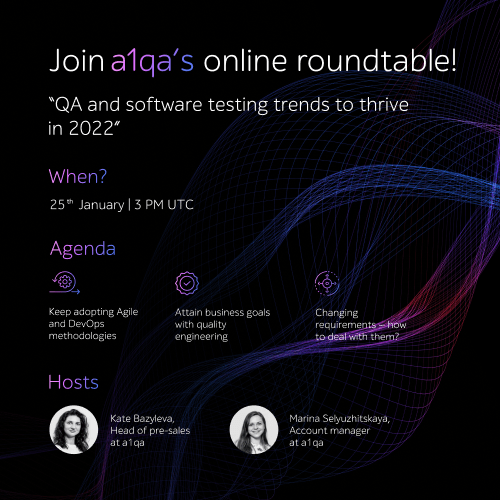 Join a1qa's online roundtable!
“QA and software testing trends to thrive
in 2022”
When?
25th January | 3 PM UTC
Agenda
Keep adopting Agile
and DevOps
methodologies
Attain business goals
with quality
engineering
Changing
requirements – how
to deal with them?
Hosts
Kate Bazyleva,
Head of pre-sales
at a1qa
Marina Selyuzhitskaya,
Account manager
at a1qa